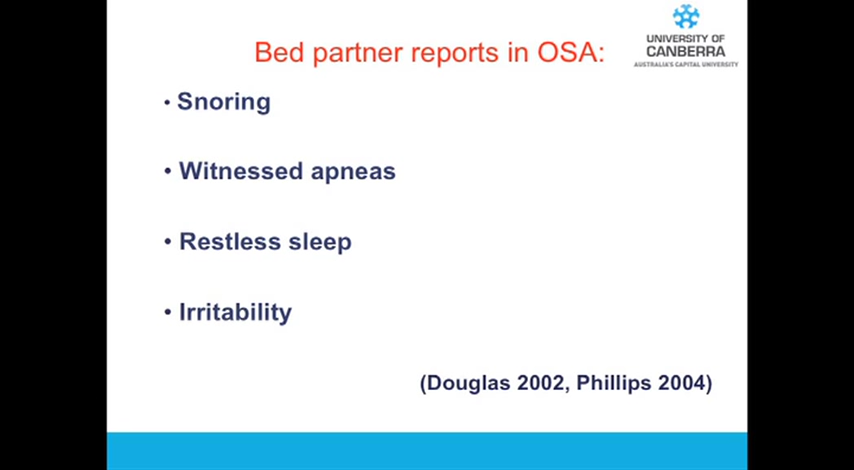 UNIVERSITY OF
CANBERRA
AUSTRALIA'S CAPITAL UNIVERSITY
Bed partner reports in OSA:
• Snoring
• Witnessed apneas
• Restless sleep
• Irritability
(Douglas 2002, Phillips 2004)